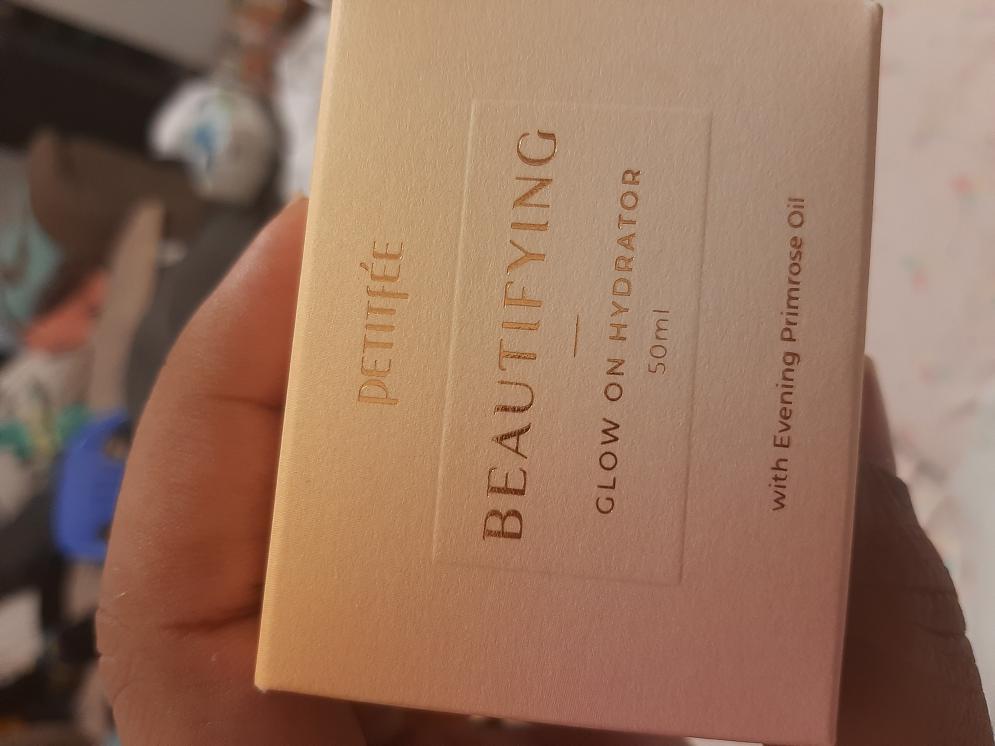 PETITFÉE
BEAUTIFYING
GLOW ON HYDRATOR
50ml
with Evening Primrose Oil